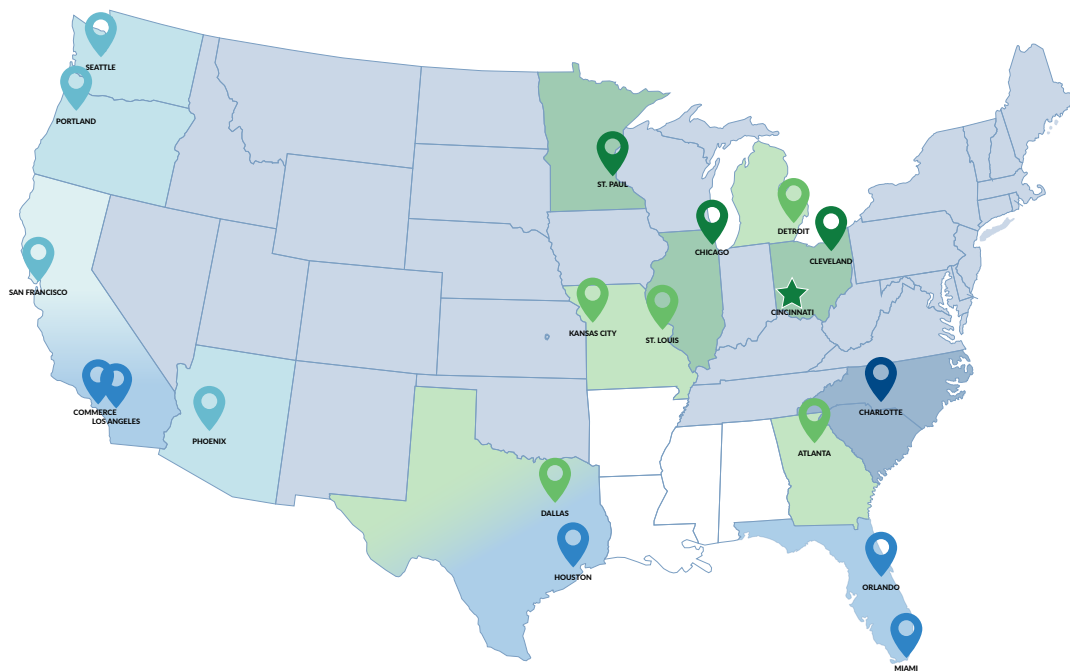 SEATTLE
PORTLAND
ST. PAUL
DETROIT
CHICAGO
CLEVELAND
SAN FRANCISCO
CINCINNATI
KANSAS CITY
ST. LOUIS
COMMERCE
LOS ANGELES
CHARLOTTE
PHOENIX
ATLANTA
DALLAS
HOUSTON
ORLANDO
MIAMI